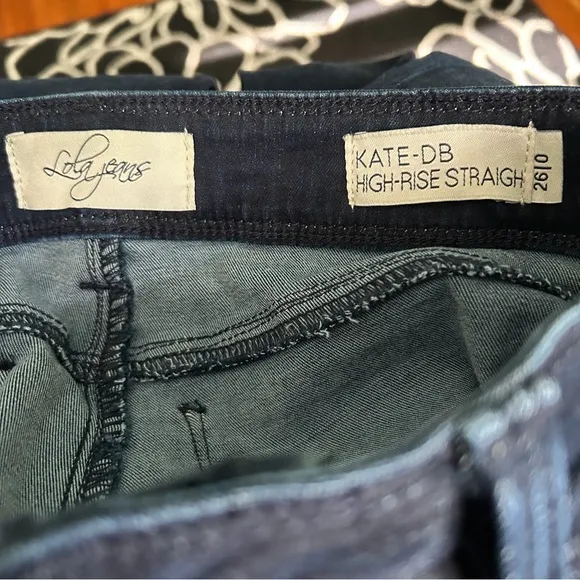 Lola jeans
KATE-DB
HIGH-RISE STRAIGH
26|0